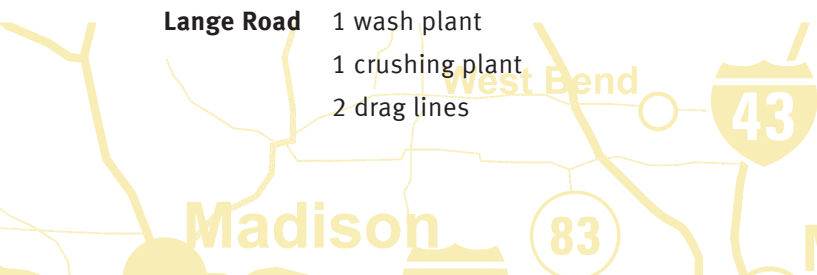 Lange Road 1 wash plant
1 crushing plant
West Bend
2 drag lines
43
Madison
83